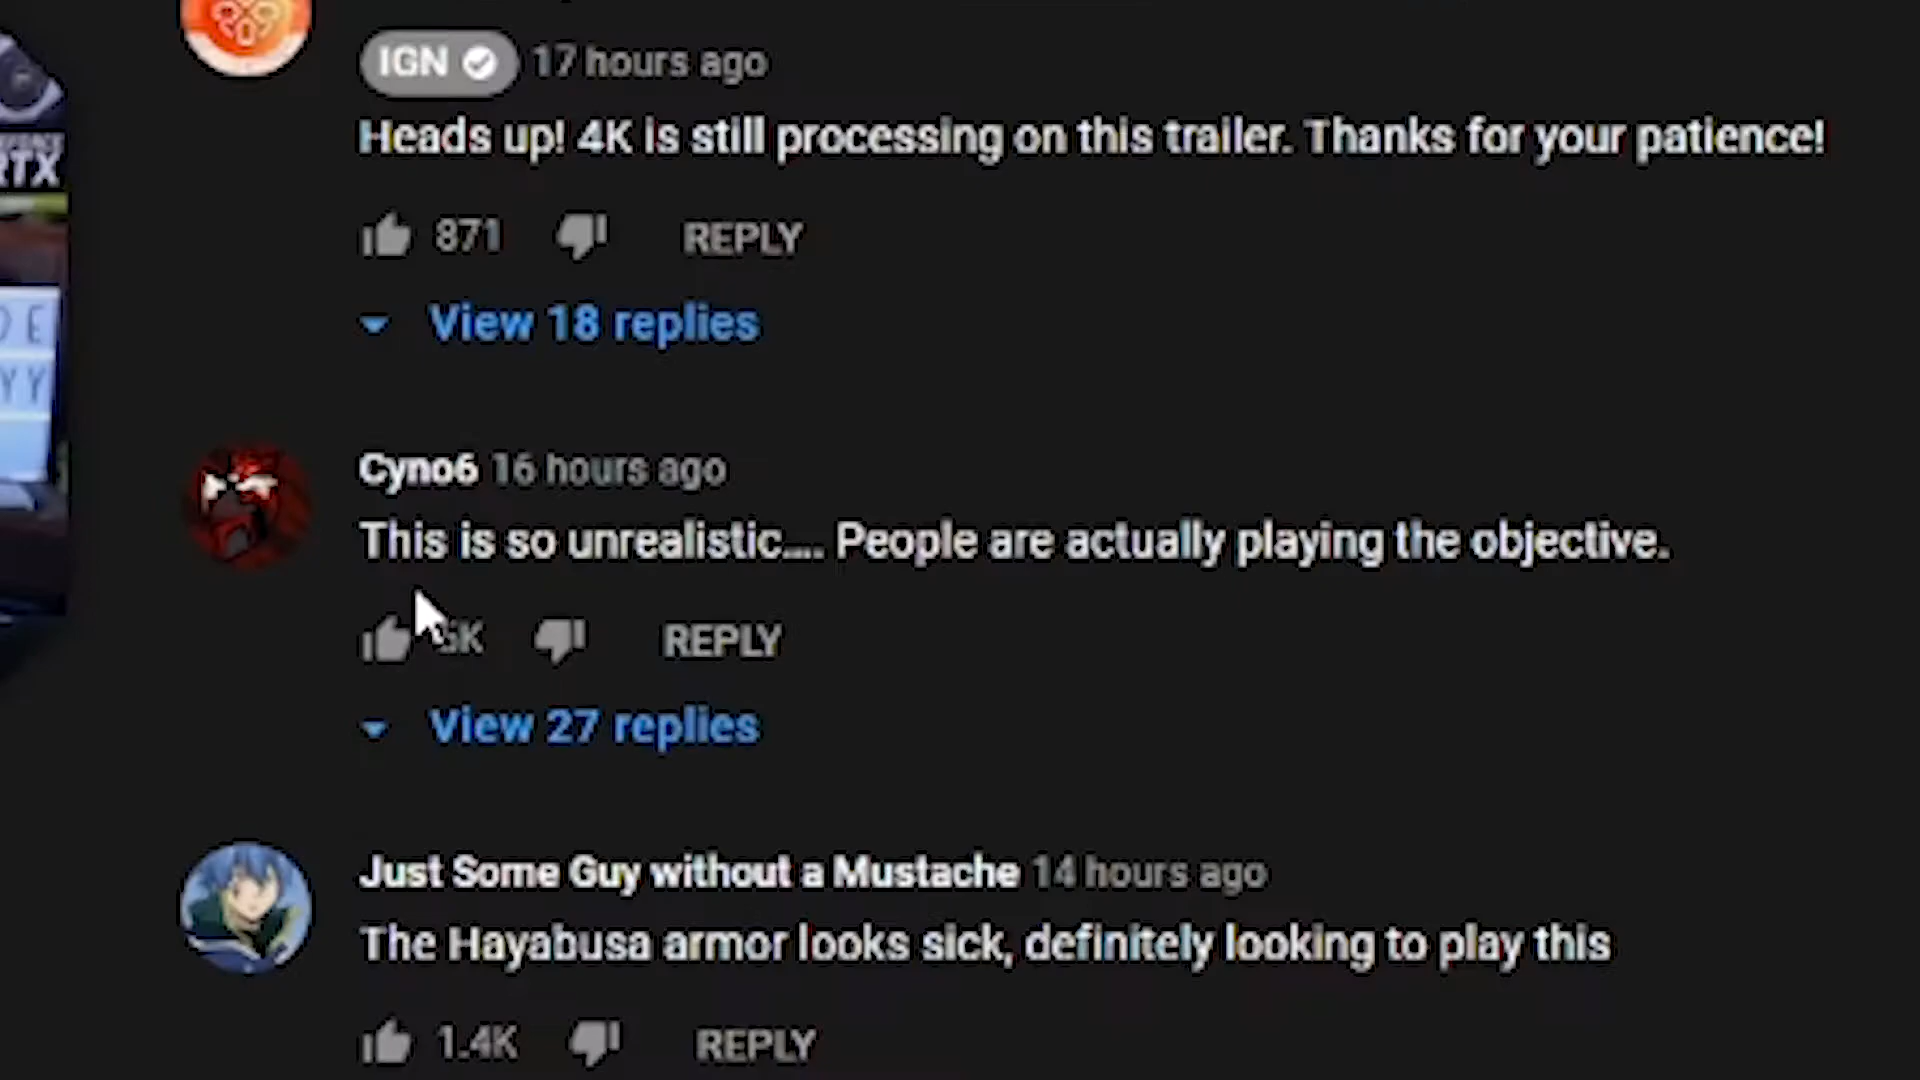 IGN 17 hours ago
Heads up! 4K is still processing on this trailer. Thanks for your patience!
871 REPLY
View 18 replies
RTX
D E
Y Y
Cyno6 16 hours ago
This is so unrealistic.... People are actually playing the objective.
REPLY
View 27 replies
Just Some Guy without a Mustache 14 hours ago
The Hayabusa armor looks sick, definitely looking to play this
1.4K REPLY